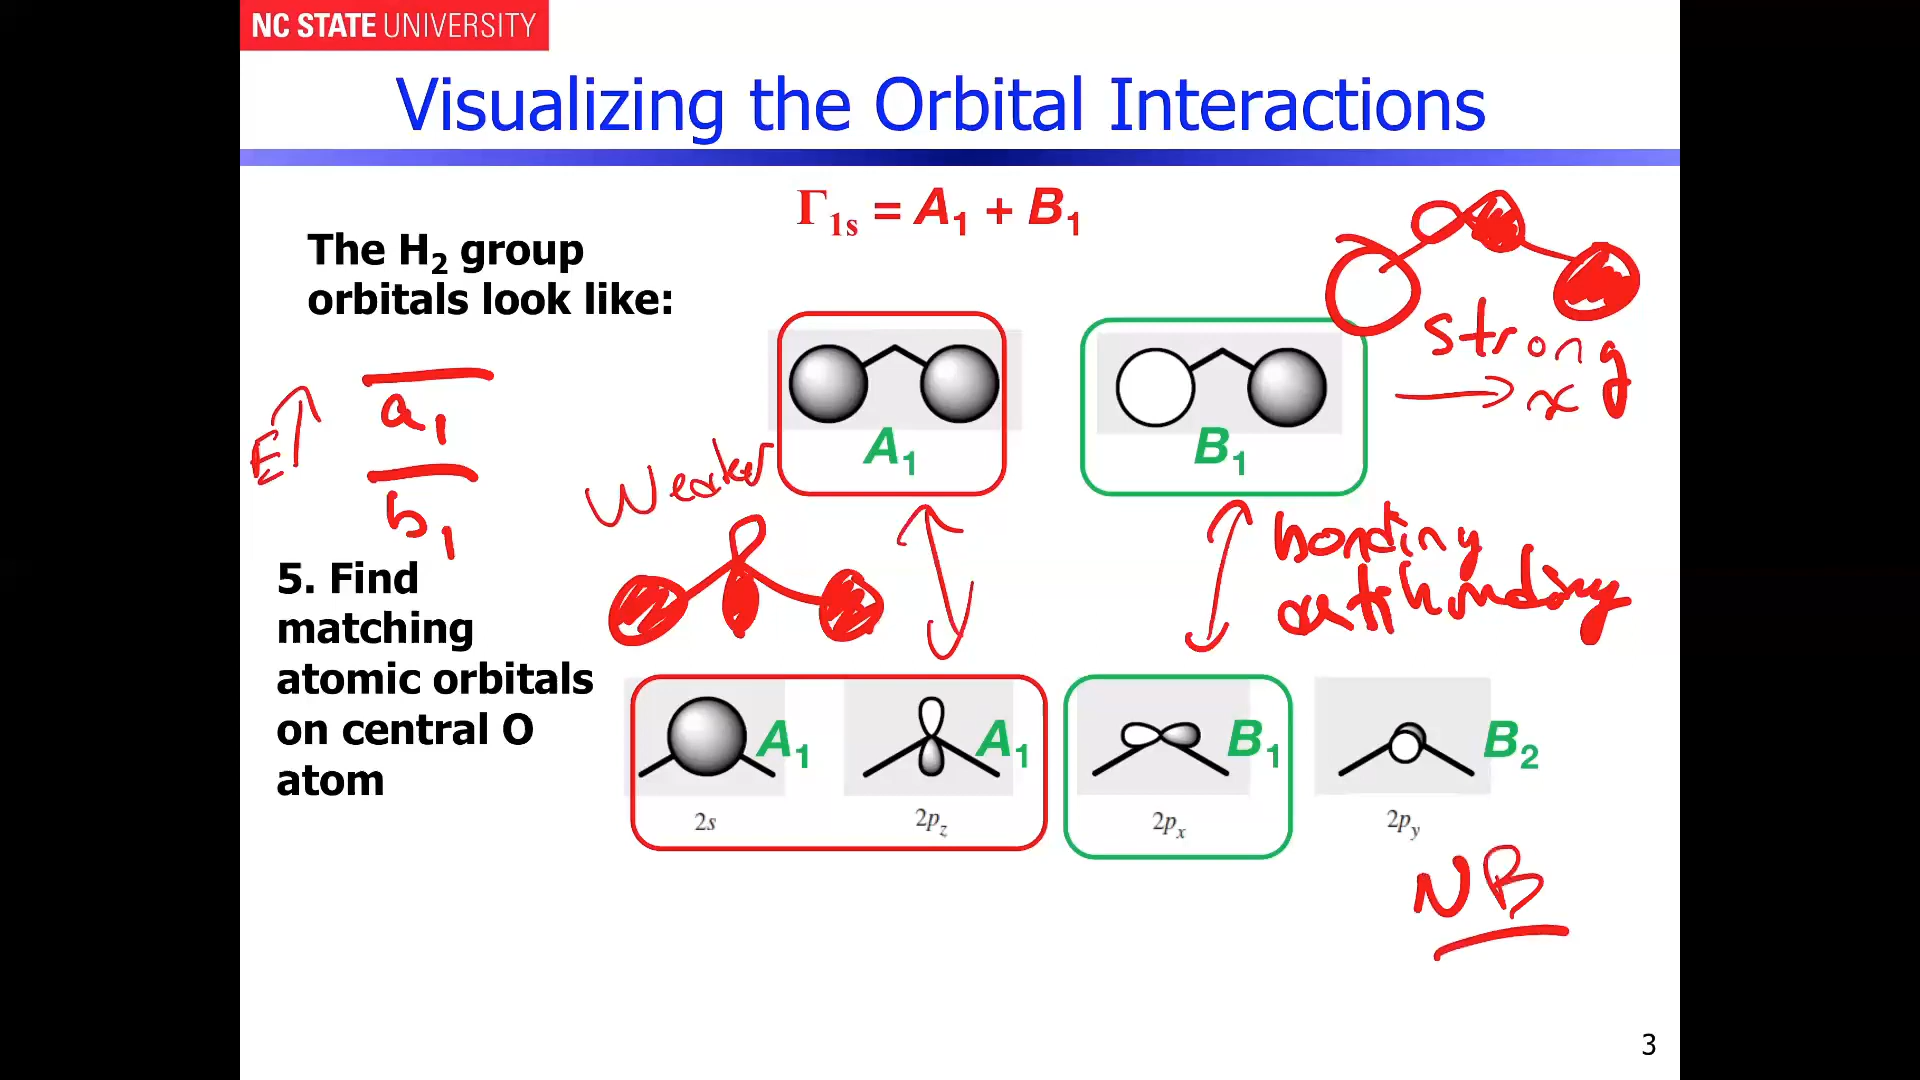 NC STATE UNIVERSITY
Visualizing the Orbital Interactions
Γ1s = A1 + B1
The H2 group
orbitals look like:
strong
x
A1
B1
E
a1
b1
Weaker
bonding
antibonding
5. Find
matching
atomic orbitals
on central O
atom
A1
A1
B1
B2
2s
2pz
2px
2py
NB
3